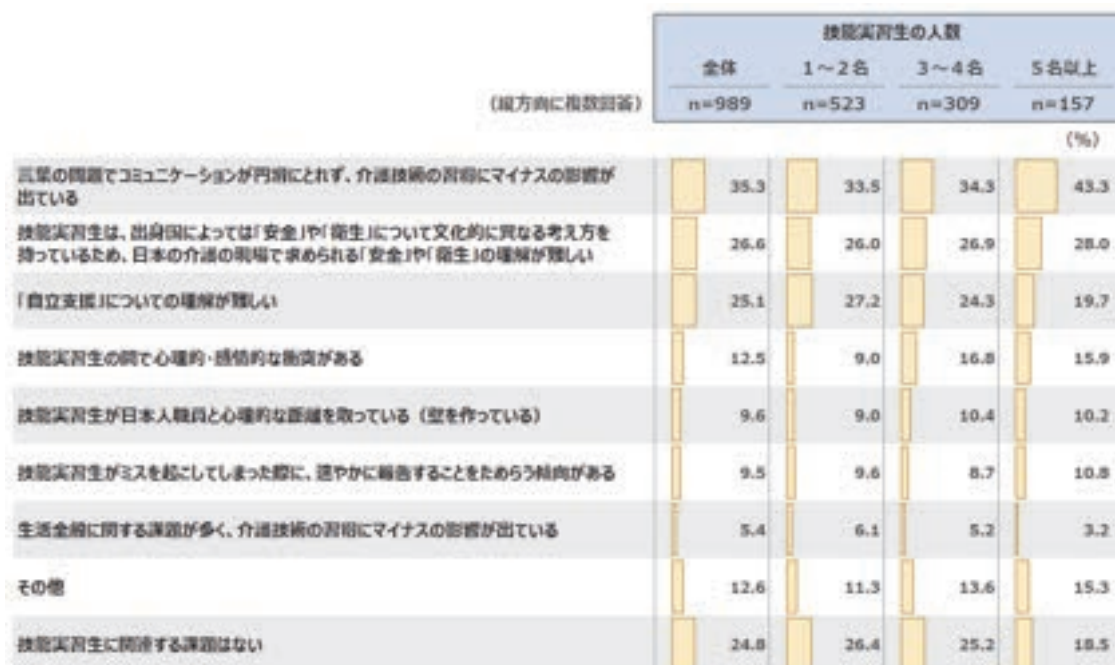 技能実習生の人数
全体 1～2名 3～4名 5名以上
（縦方向に複数回答） n=989 n=523 n=309 n=157
（%）
言葉の問題でコミュニケーションが円滑にとれず、介護技術の習得にマイナスの影響が
出ている
35.3 33.5 34.3 43.3
技能実習生は、出身国によっては「安全」や「衛生」について文化的に異なる考え方を
持っているため、日本の介護の現場で求められる「安全」や「衛生」の理解が難しい
26.6 26.0 26.9 28.0
「自立支援」についての理解が難しい 25.1 27.2 24.3 19.7
技能実習生の間で心理的・感情的な衝突がある 12.5 9.0 16.8 15.9
技能実習生が日本人職員と心理的な距離を取っている（壁を作っている） 9.6 9.0 10.4 10.2
技能実習生がミスを起こしてしまった際に、速やかに報告することをためらう傾向がある 9.5 9.6 8.7 10.8
生活全般に関する課題が多く、介護技術の習得にマイナスの影響が出ている 5.4 6.1 5.2 3.2
その他 12.6 11.3 13.6 15.3
技能実習生に関連する課題はない 24.8 26.4 25.2 18.5